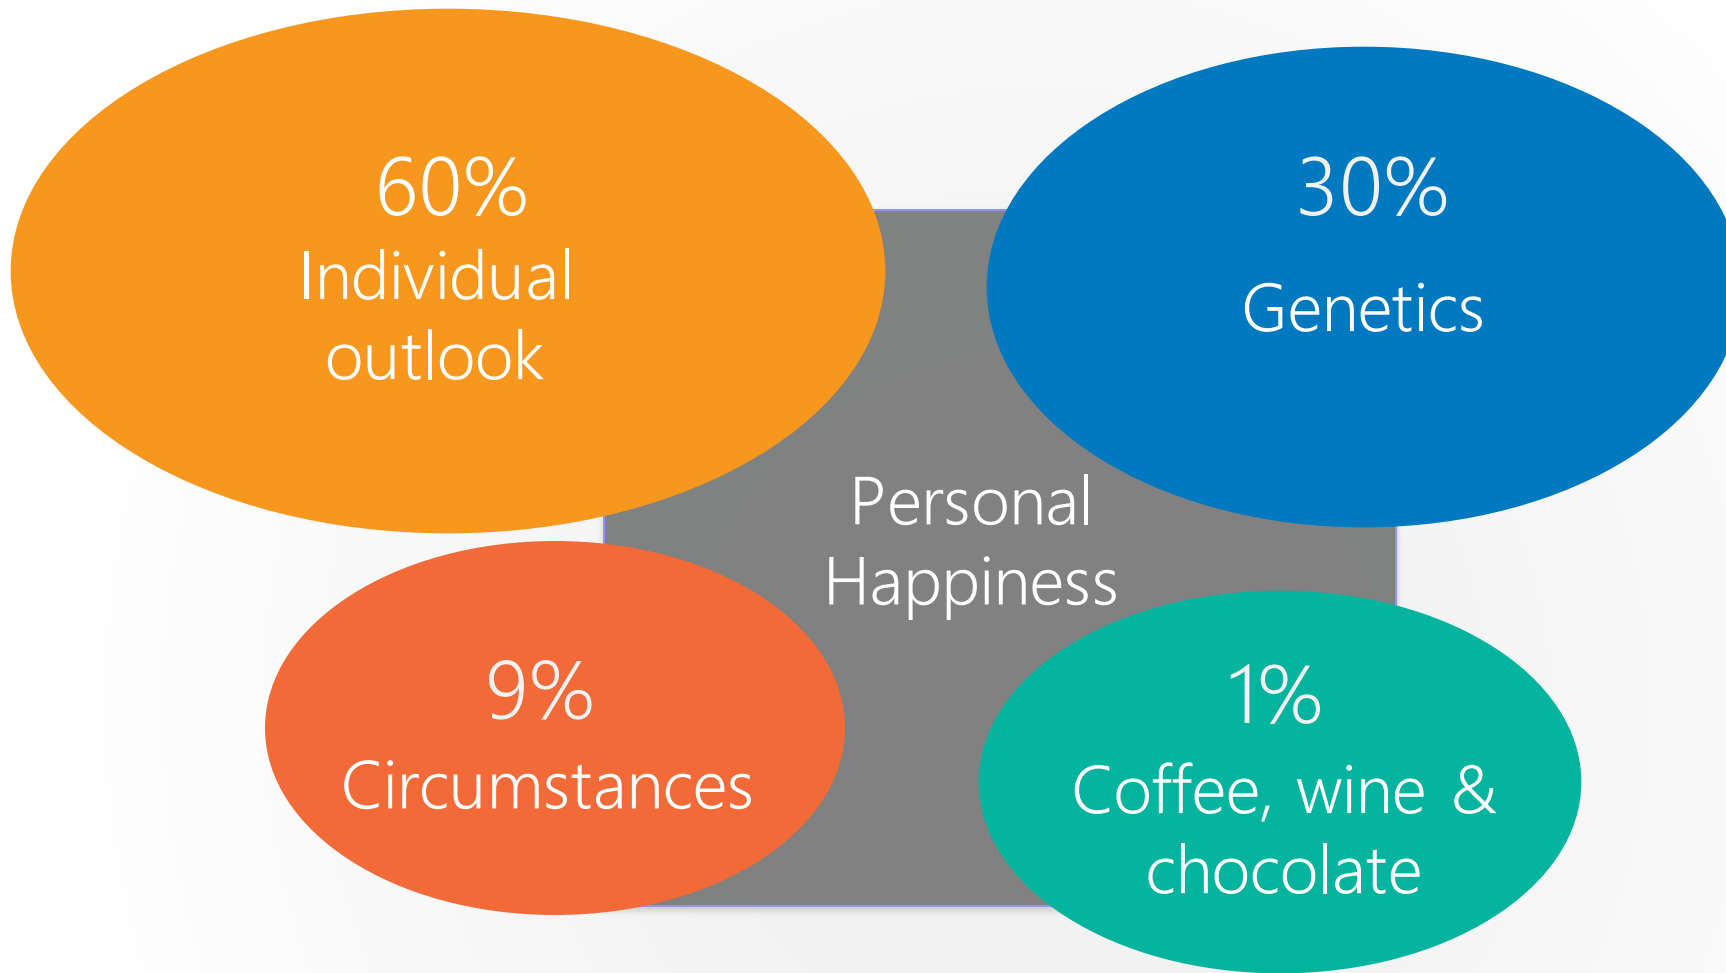 60%
Individual
outlook
30%
Genetics
Personal
Happiness
9%
Circumstances
1%
Coffee, wine &
chocolate